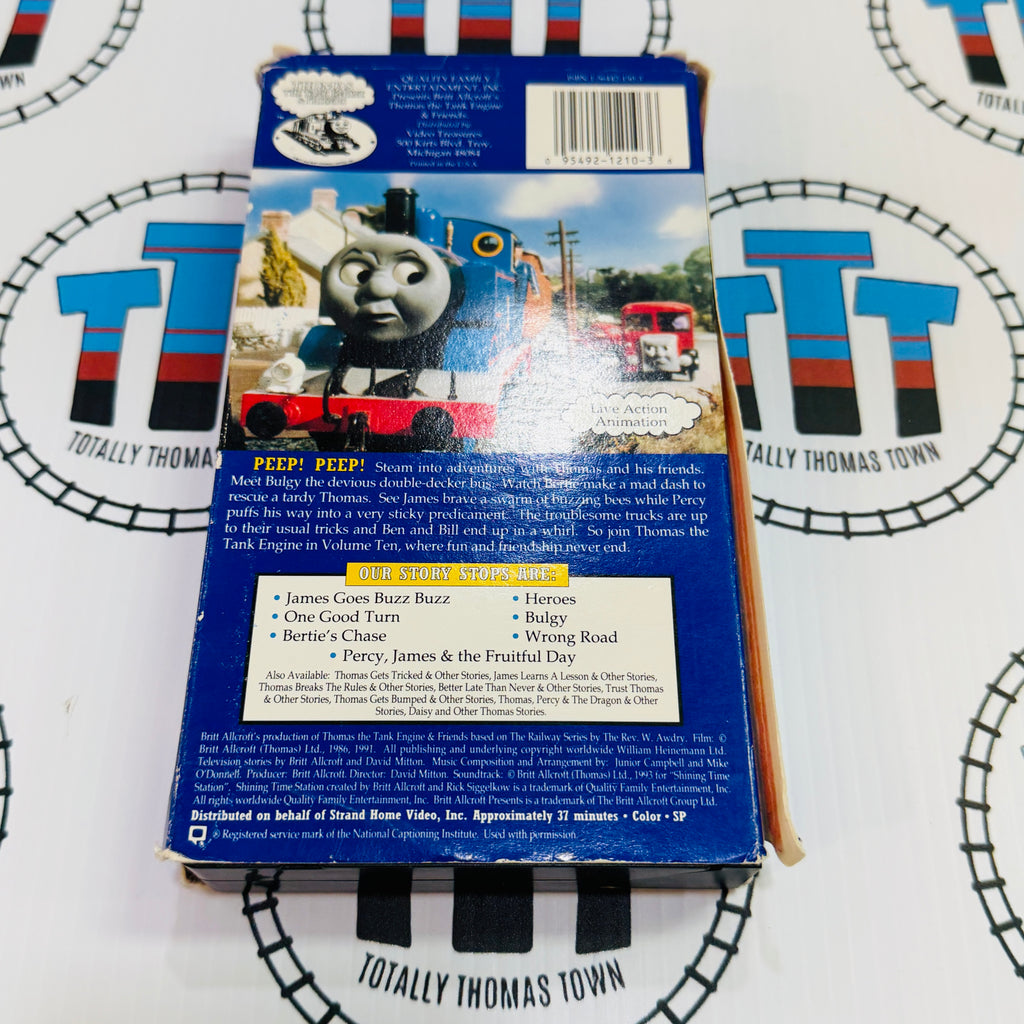 TOWN
TOTALLY
THE TANK ENGINE
& FRIENDS
QUALITY FAMILY
ENTERTAINMENT, INC.
Presents Britt Allcroft's
Thomas the Tank Engine
& Friends.
Distributed by
Video Treasures
500 Kirts Blvd. Troy,
Michigan 48084
Printed in the U.S.A.
0 95492-1210-3 6
TTT
TOTALLY THOMAS
TTT
TOTALLY THOMAS TOWN
Live Action
Animation
PEEP! PEEP! Steam into adventures with Thomas and his friends.
Meet Bulgy the devious double-decker bus. Watch Bertie make a mad dash to
rescue a tardy Thomas. See James brave a swarm of buzzing bees while Percy
puffs his way into a very sticky predicament. The troublesome trucks are up
to their usual tricks and Ben and Bill end up in a whirl. So join Thomas the
Tank Engine in Volume Ten, where fun and friendship never end.
OUR STORY STOPS ARE:
• James Goes Buzz Buzz
• Heroes
• One Good Turn
• Bulgy
• Bertie's Chase
• Wrong Road
• Percy, James & the Fruitful Day
Also Available: Thomas Gets Tricked & Other Stories, James Learns A Lesson & Other Stories,
Thomas Breaks The Rules & Other Stories, Better Late Than Never & Other Stories, Trust Thomas
& Other Stories, Thomas Gets Bumped & Other Stories, Thomas, Percy & The Dragon & Other
Stories, Daisy and Other Thomas Stories.
Britt Allcroft's production of Thomas the Tank Engine & Friends based on The Railway Series by The Rev. W. Awdry. Film: ©
Britt Allcroft (Thomas) Ltd., 1986, 1991. All publishing and underlying copyright worldwide William Heinemann Ltd.
Television stories by Britt Allcroft and David Mitton. Music Composition and Arrangement by: Junior Campbell and Mike
O'Donnell. Producer: Britt Allcroft. Director: David Mitton. Soundtrack: © Britt Allcroft (Thomas) Ltd., 1993 for "Shining Time
Station". Shining Time Station created by Britt Allcroft and Rick Siggelkow is a trademark of Quality Family Entertainment, Inc.
All rights worldwide Quality Family Entertainment, Inc. Britt Allcroft Presents is a trademark of The Britt Allcroft Group Ltd.
Distributed on behalf of Strand Home Video, Inc. Approximately 37 minutes • Color • SP
® Registered service mark of the National Captioning Institute. Used with permission.
TOTALLY THOMAS TOWN